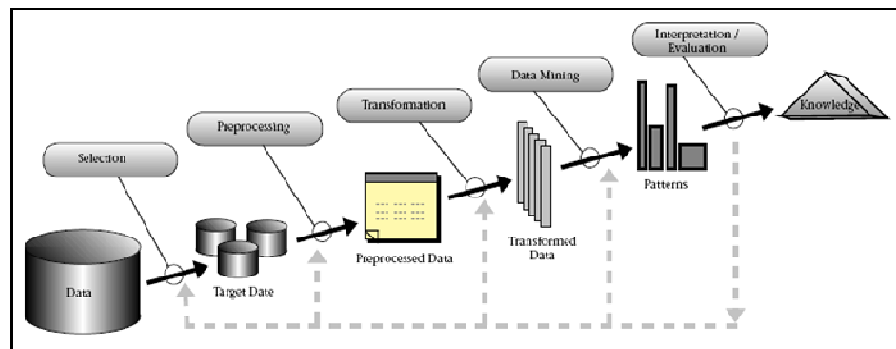 Interpretation /
Evaluation
Data Mining
Transformation
Preprocessing
Selection
Knowledge
Patterns
Transformed
Data
Preprocessed Data
Target Date
Data